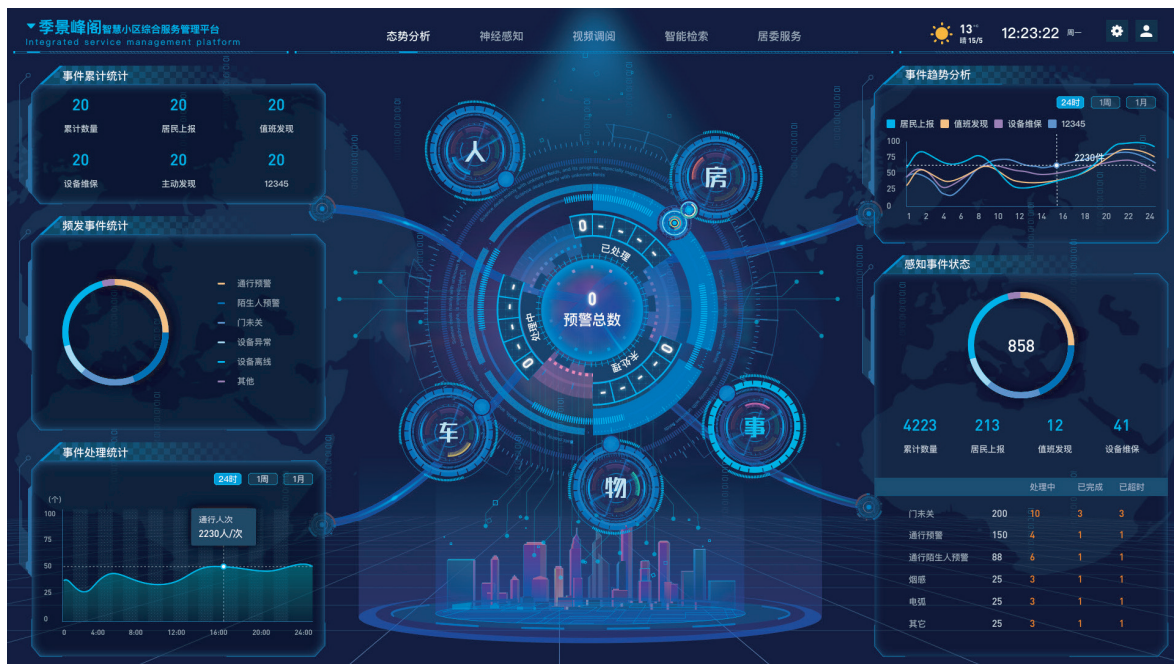 季景峰阁智慧小区综合服务管理平台
Integrated service management platform
态势分析 神经感知 视频调阅 智能检索 居委服务
13°
晴 15/5
12:23:22 周一
事件累计统计
20 20 20
累计数量 居民上报 值班发现
20 20 20
设备维保 主动发现 12345
频发事件统计
通行预警
陌生人预警
门未关
设备异常
设备离线
其他
事件处理统计
24时 1周 1月
(个)
100
75
50
25
0
通行人次
2230人/次
0 4:00 8:00 12:00 16:00 20:00 24:00
人
房
车
物
事
0 - - - -
已处理
处理中
0 - - - -
未处理
0 - - - -
0
预警总数
事件趋势分析
24时 1周 1月
居民上报 值班发现 设备维保 12345
100
75
50
25
0
2230件
1 2 4 6 8 10 12 14 16 18 20 22 24
感知事件状态
858
4223 213 12 41
累计数量 居民上报 值班发现 设备维保
处理中 已完成 已超时
门未关 200 10 3 3
通行预警 150 4 1 1
通行陌生人预警 88 6 1 1
烟感 25 3 1 1
电弧 25 3 1 1
其它 25 3 1 1